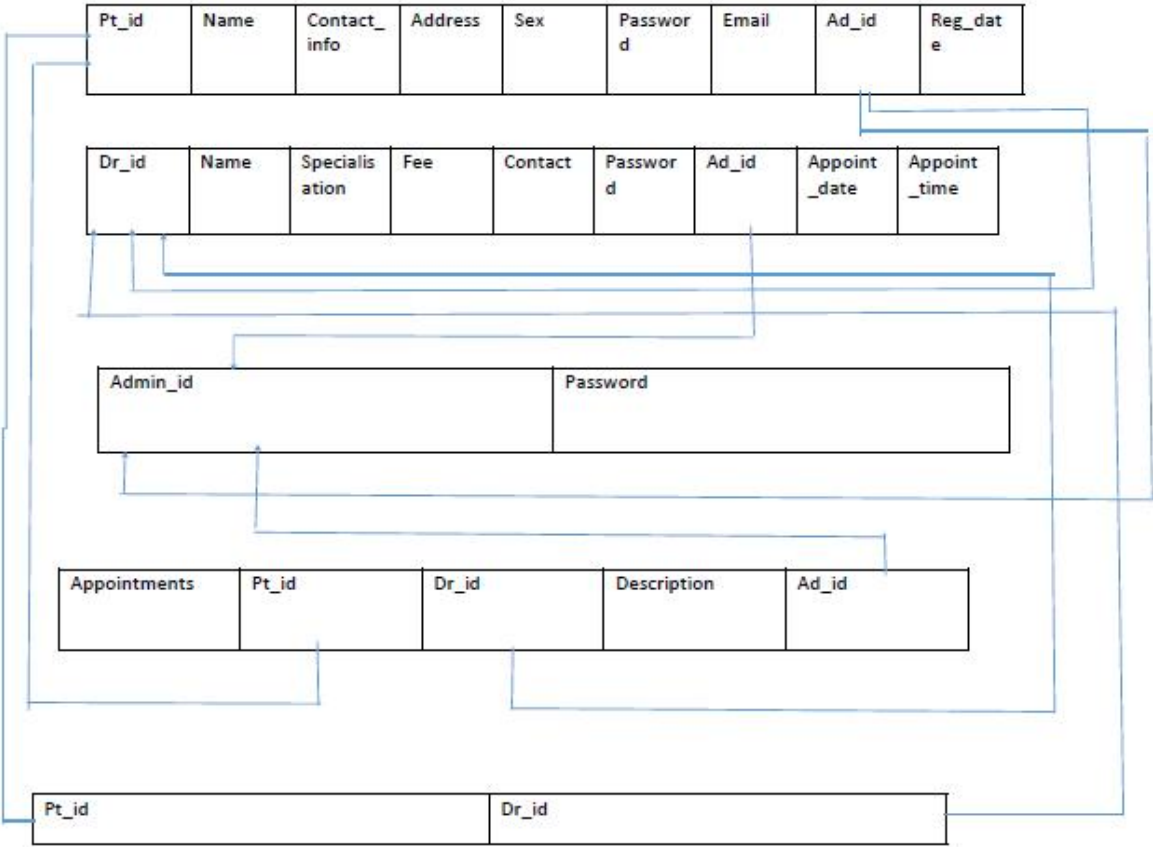 Pt_id Name Contact_ Address Sex Passwor Email Ad_id Reg_dat
info d e
Dr_id Name Specialis Fee Contact Passwor Ad_id Appoint Appoint
ation d _date _time
Admin_id Password
Appointments Pt_id Dr_id Description Ad_id
Pt_id Dr_id